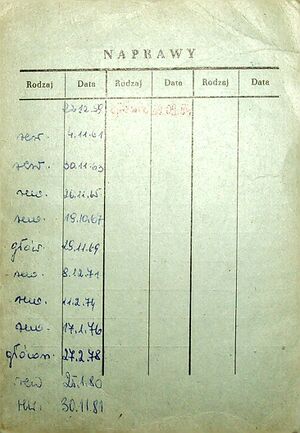 NAPRAWY
Rodzaj Data Rodzaj Data Rodzaj Data
22.12.59
rew. 4.11.61
rew. 30.11.63
rew. 26.11.65
rew. 19.10.67
główn. 25.11.69
rew. 8.12.71
rew. 11.2.74
rew. 17.1.76
główn. 27.2.78
rew 25.1.80
rew. 30.11.81